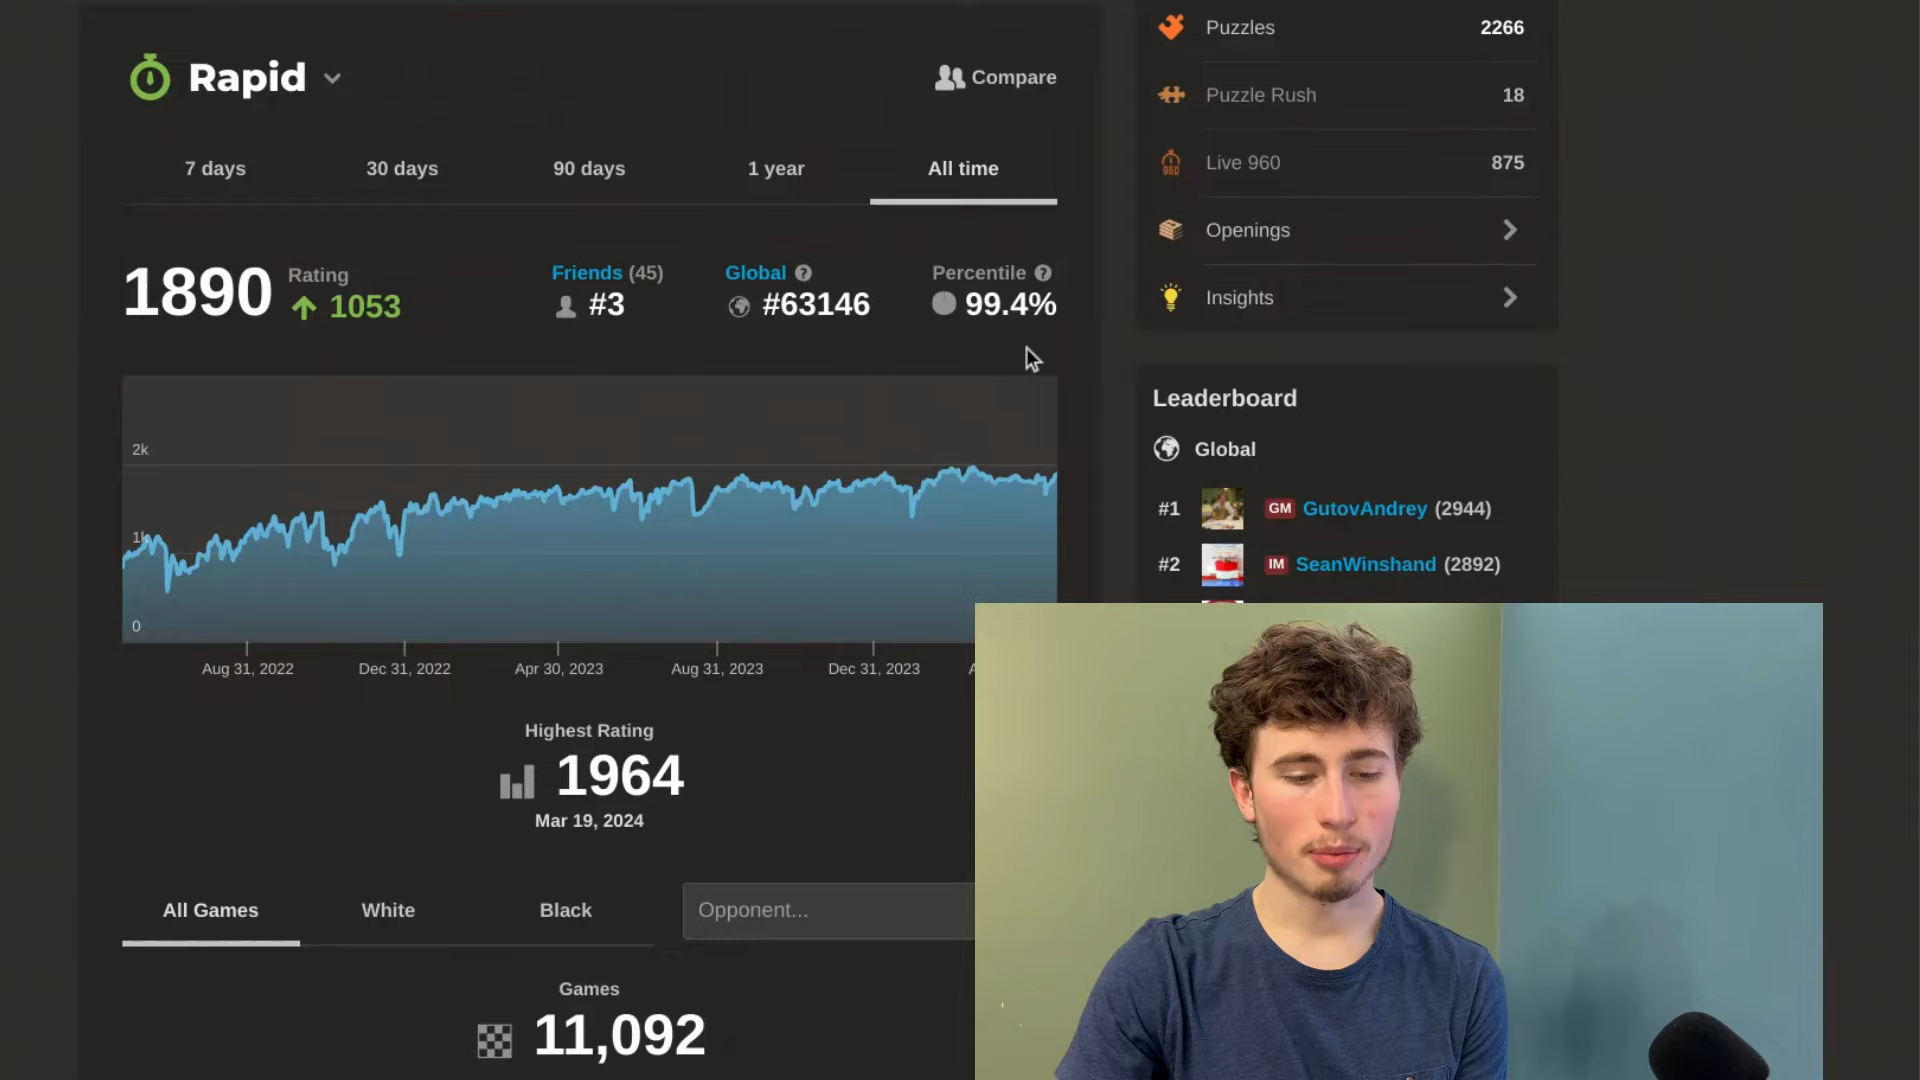 Rapid
Compare
7 days
30 days
90 days
1 year
All time
1890
Rating
1053
Friends (45)
#3
Global ?
#63146
Percentile ?
99.4%
2k
1k
0
Aug 31, 2022
Dec 31, 2022
Apr 30, 2023
Aug 31, 2023
Dec 31, 2023
A
Highest Rating
1964
Mar 19, 2024
All Games
White
Black
Opponent...
Games
11,092
Puzzles 2266
Puzzle Rush 18
Live 960 875
Openings
Insights
Leaderboard
Global
#1 GM GutovAndrey (2944)
#2 IM SeanWinshand (2892)